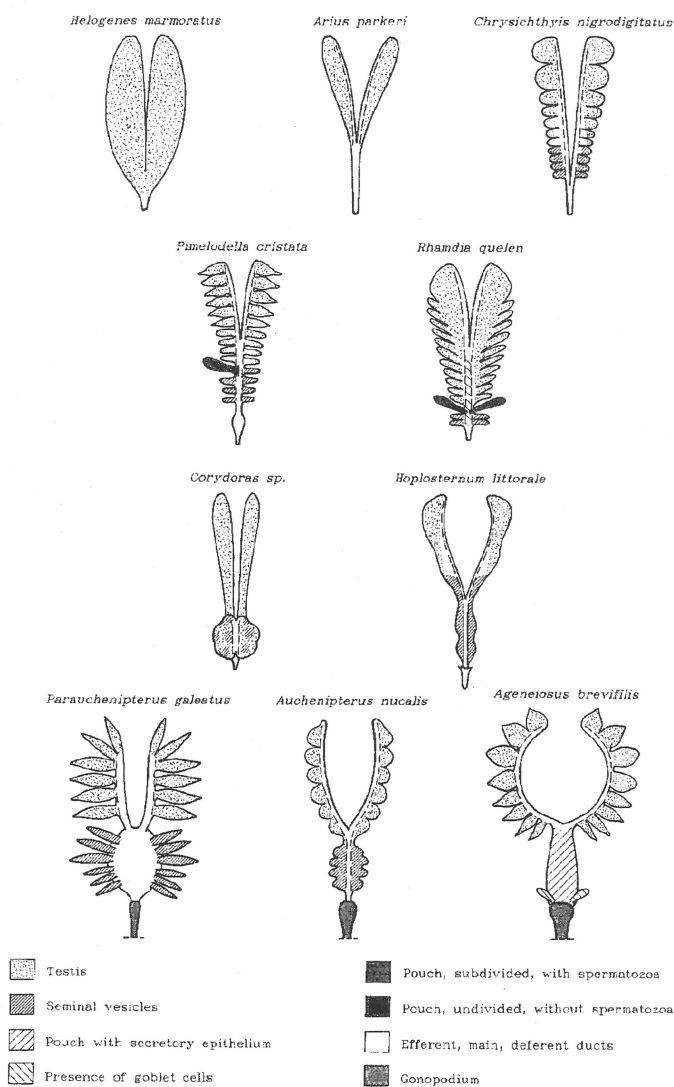 Helogenes marmoratus
Arius parkeri
Chrysichthyis nigrodigitatus
Pimelodella cristata
Rhamdia quelen
Corydoras sp.
Hoplosternum littorale
Parauchenipterus galeatus
Auchenipterus nucalis
Ageneiosus brevifilis
Testis
Seminal vesicles
Pouch with secretory epithelium
Presence of goblet cells
Pouch, subdivided, with spermatozoa
Pouch, undivided, without spermatozoa
Efferent, main, deferent ducts
Gonopodium